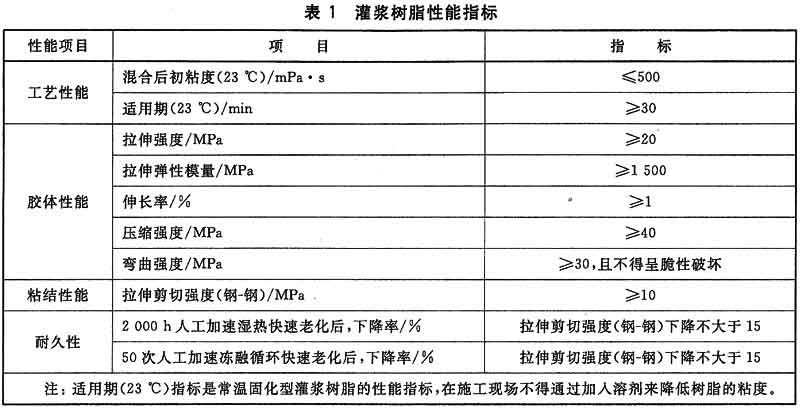 表 1 灌浆树脂性能指标
性能项目 项 目 指 标
工艺性能 混合后初粘度(23 ℃)/mPa·s ≤500
适用期(23 ℃)/min ≥30
胶体性能 拉伸强度/MPa ≥20
拉伸弹性模量/MPa ≥1 500
伸长率/% ≥1
压缩强度/MPa ≥40
弯曲强度/MPa ≥30,且不得呈脆性破坏
粘结性能 拉伸剪切强度(钢-钢)/MPa ≥10
耐久性 2 000 h人工加速湿热快速老化后,下降率/% 拉伸剪切强度(钢-钢)下降不大于 15
50 次人工加速冻融循环快速老化后,下降率/% 拉伸剪切强度(钢-钢)下降不大于 15
注:适用期(23 ℃)指标是常温固化型灌浆树脂的性能指标,在施工现场不得通过加入溶剂来降低树脂的粘度。